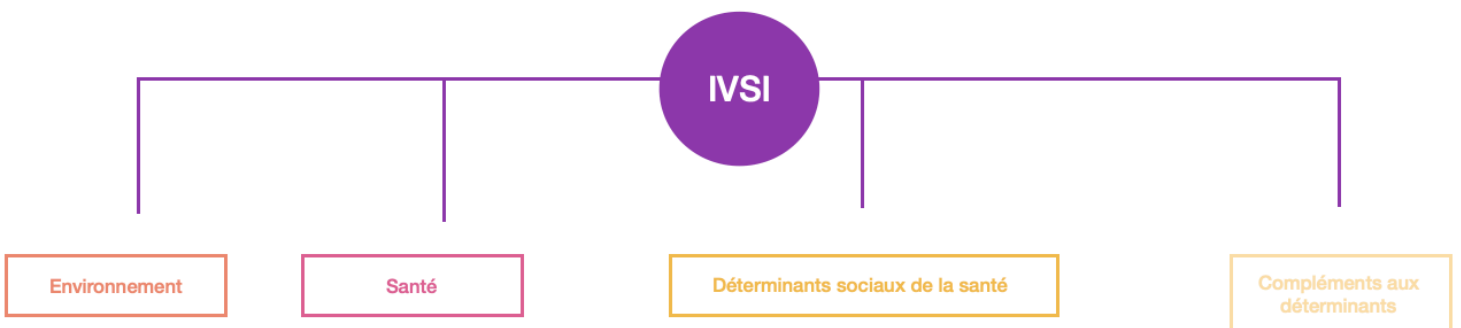 IVSI
Environnement
Santé
Déterminants sociaux de la santé
Compléments aux
déterminants